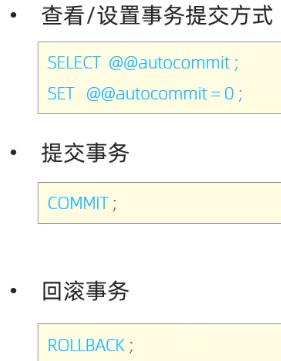 • 查看/设置事务提交方式
SELECT @@autocommit ;
SET @@autocommit = 0 ;
• 提交事务
COMMIT ;
• 回滚事务
ROLLBACK ;